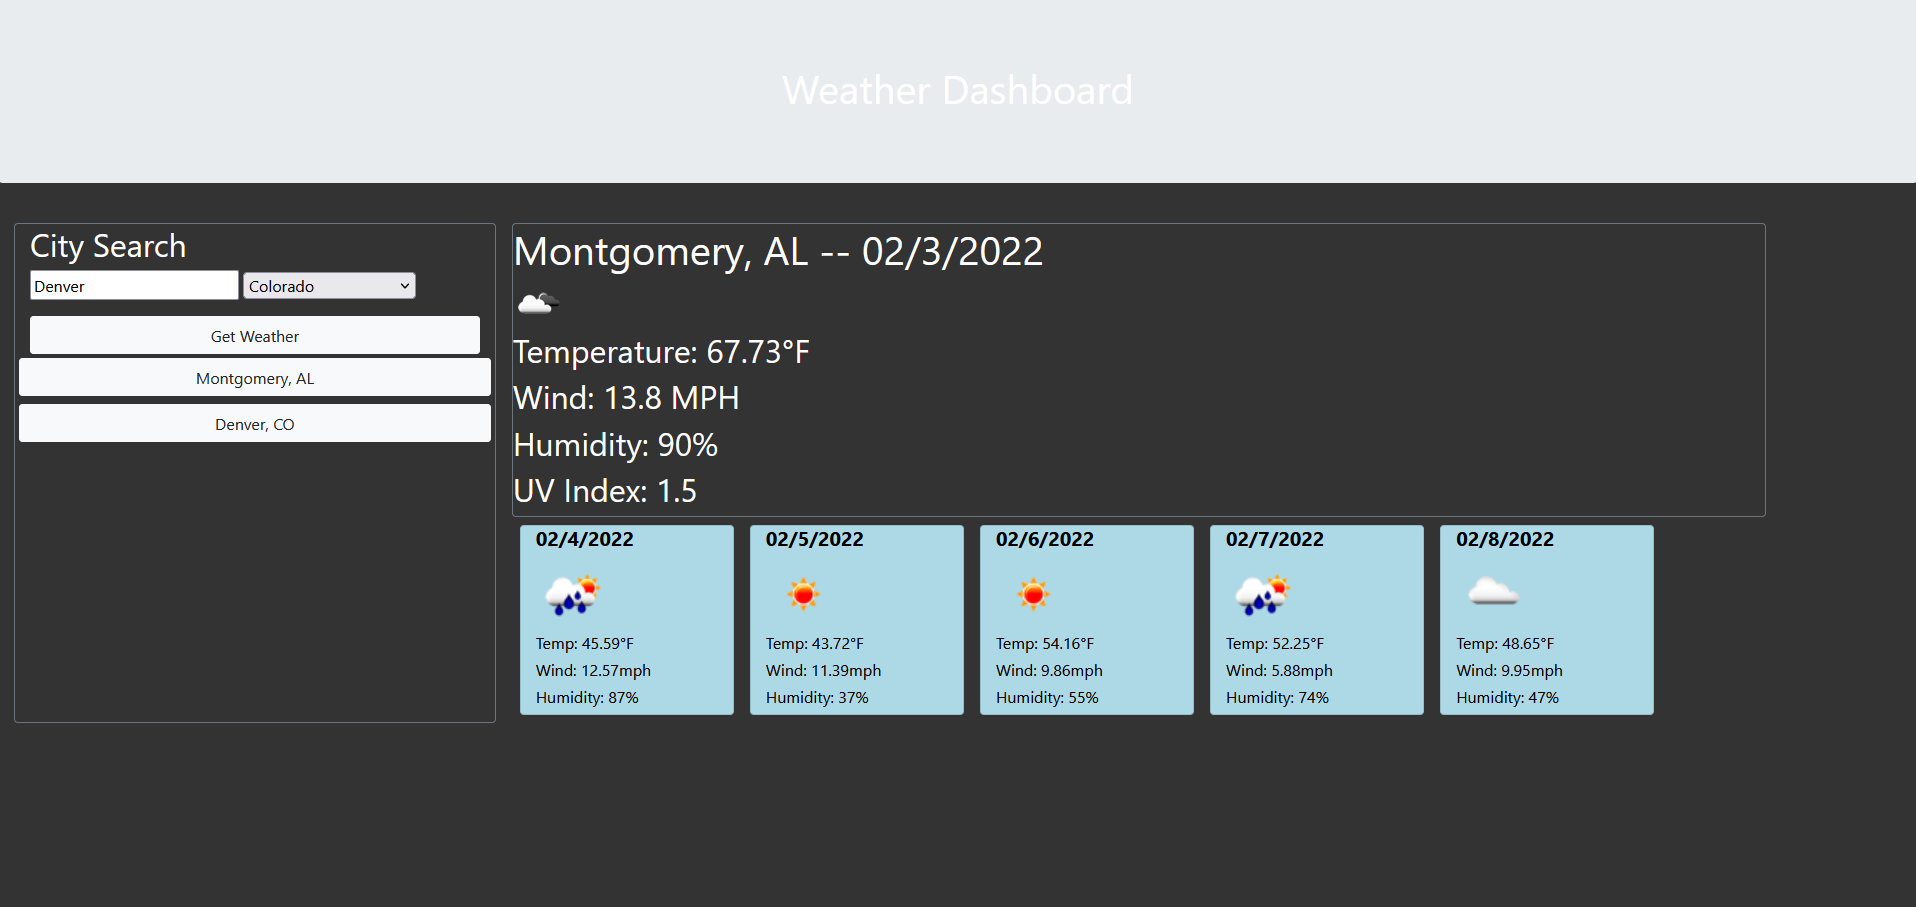 Weather Dashboard
City Search
Denver
Colorado
Get Weather
Montgomery, AL
Denver, CO
Montgomery, AL -- 02/3/2022
Temperature: 67.73°F
Wind: 13.8 MPH
Humidity: 90%
UV Index: 1.5
02/4/2022
Temp: 45.59°F
Wind: 12.57mph
Humidity: 87%
02/5/2022
Temp: 43.72°F
Wind: 11.39mph
Humidity: 37%
02/6/2022
Temp: 54.16°F
Wind: 9.86mph
Humidity: 55%
02/7/2022
Temp: 52.25°F
Wind: 5.88mph
Humidity: 74%
02/8/2022
Temp: 48.65°F
Wind: 9.95mph
Humidity: 47%